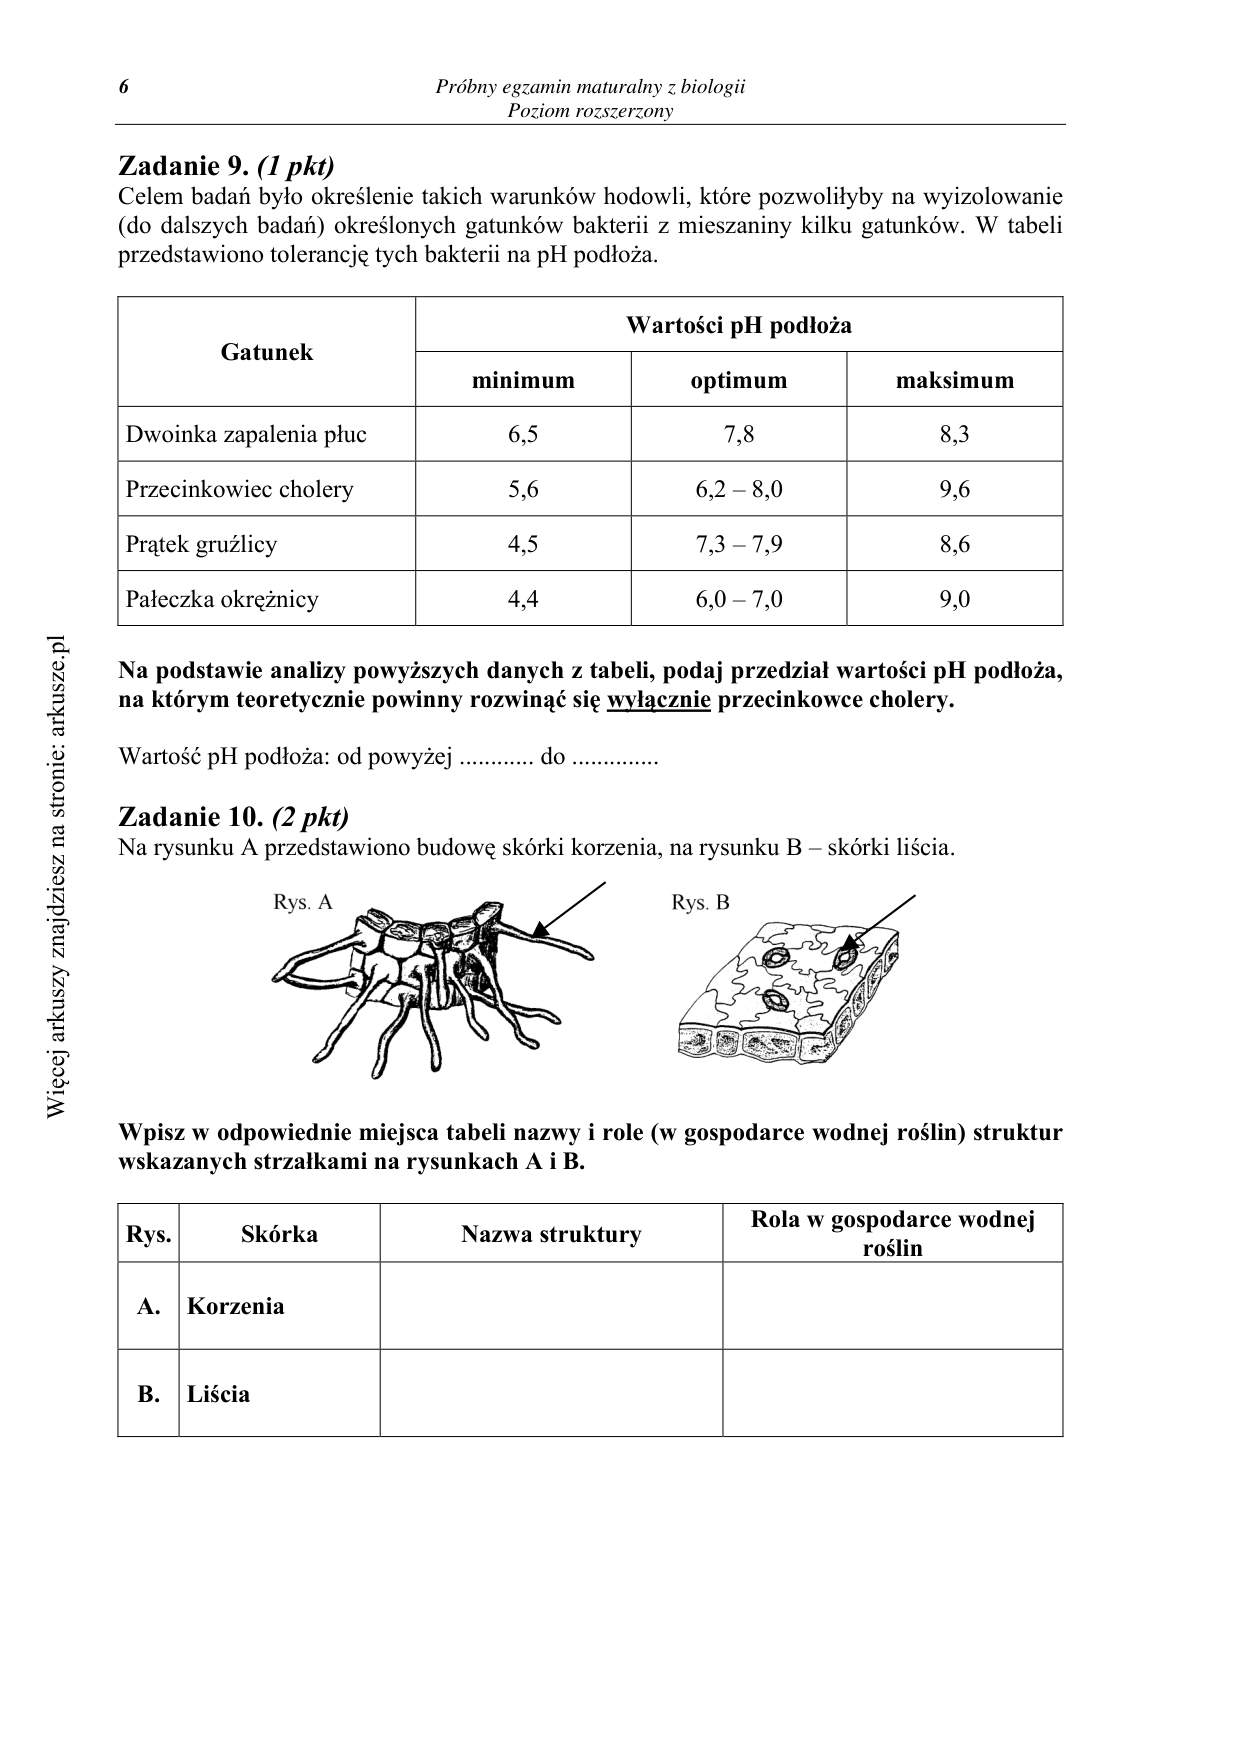 6
Próbny egzamin maturalny z biologii
Poziom rozszerzony
Zadanie 9. (1 pkt)
Celem badań było określenie takich warunków hodowli, które pozwoliłyby na wyizolowanie
(do dalszych badań) określonych gatunków bakterii z mieszaniny kilku gatunków. W tabeli
przedstawiono tolerancję tych bakterii na pH podłoża.
Gatunek
Wartości pH podłoża
minimum optimum maksimum
Dwoinka zapalenia płuc 6,5 7,8 8,3
Przecinkowiec cholery 5,6 6,2 – 8,0 9,6
Prątek gruźlicy 4,5 7,3 – 7,9 8,6
Pałeczka okrężnicy 4,4 6,0 – 7,0 9,0
Na podstawie analizy powyższych danych z tabeli, podaj przedział wartości pH podłoża,
na którym teoretycznie powinny rozwinąć się wyłącznie przecinkowce cholery.
Wartość pH podłoża: od powyżej ............ do ..............
Zadanie 10. (2 pkt)
Na rysunku A przedstawiono budowę skórki korzenia, na rysunku B – skórki liścia.
Rys. A
Rys. B
Wpisz w odpowiednie miejsca tabeli nazwy i role (w gospodarce wodnej roślin) struktur
wskazanych strzałkami na rysunkach A i B.
Rys. Skórka Nazwa struktury Rola w gospodarce wodnej
roślin
A. Korzenia
B. Liścia
Więcej arkuszy znajdziesz na stronie: arkusze.pl